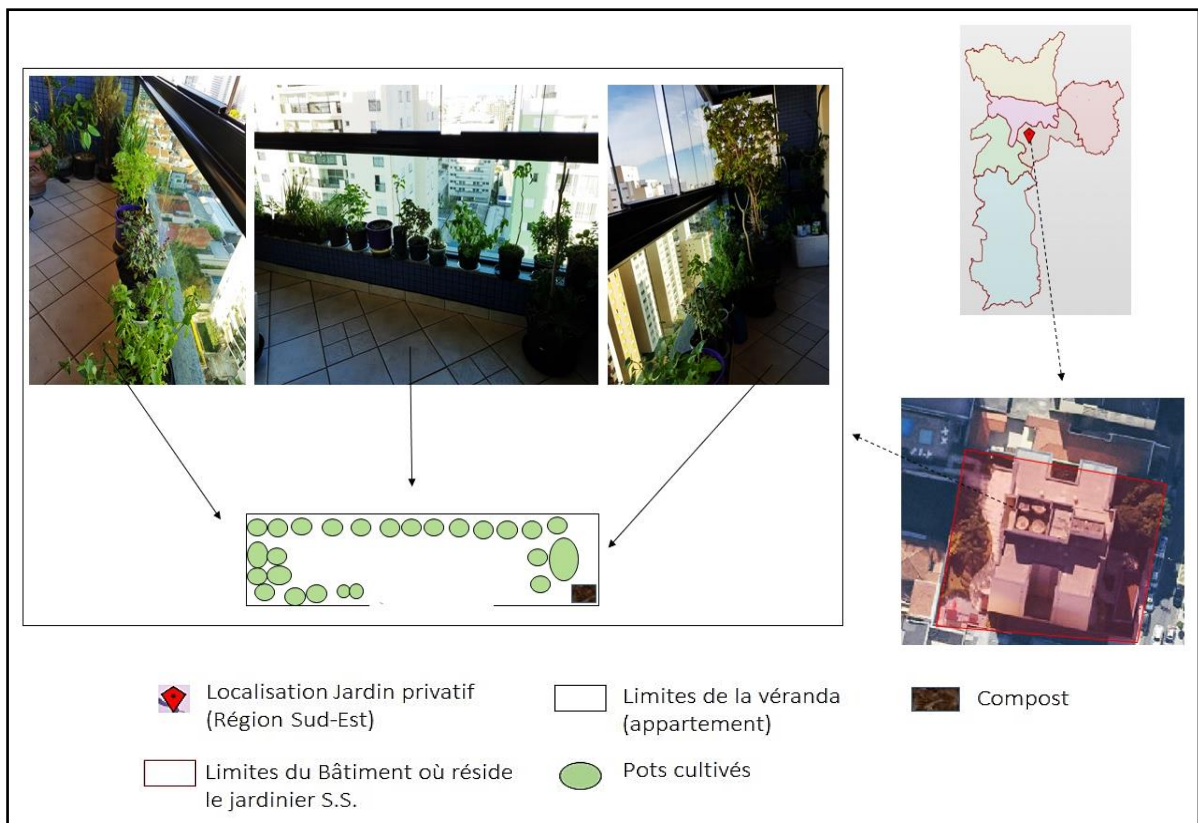 Localisation Jardin privatif
(Région Sud-Est)
Limites de la véranda
(appartement)
Compost
Limites du Bâtiment où réside
le jardinier S.S.
Pots cultivés